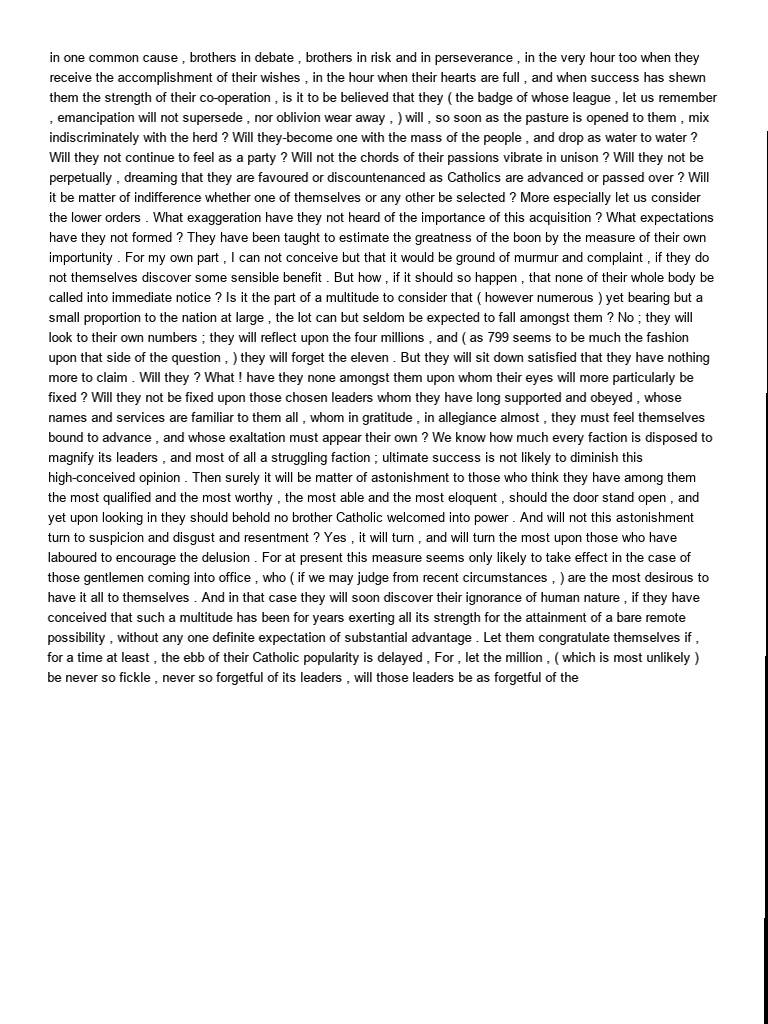 in one common cause , brothers in debate , brothers in risk and in perseverance , in the very hour too when they
receive the accomplishment of their wishes , in the hour when their hearts are full , and when success has shewn
them the strength of their co-operation , is it to be believed that they ( the badge of whose league , let us remember
, emancipation will not supersede , nor oblivion wear away , ) will , so soon as the pasture is opened to them , mix
indiscriminately with the herd ? Will they-become one with the mass of the people , and drop as water to water ?
Will they not continue to feel as a party ? Will not the chords of their passions vibrate in unison ? Will they not be
perpetually , dreaming that they are favoured or discountenanced as Catholics are advanced or passed over ? Will
it be matter of indifference whether one of themselves or any other be selected ? More especially let us consider
the lower orders . What exaggeration have they not heard of the importance of this acquisition ? What expectations
have they not formed ? They have been taught to estimate the greatness of the boon by the measure of their own
importunity . For my own part , I can not conceive but that it would be ground of murmur and complaint , if they do
not themselves discover some sensible benefit . But how , if it should so happen , that none of their whole body be
called into immediate notice ? Is it the part of a multitude to consider that ( however numerous ) yet bearing but a
small proportion to the nation at large , the lot can but seldom be expected to fall amongst them ? No ; they will
look to their own numbers ; they will reflect upon the four millions , and ( as 799 seems to be much the fashion
upon that side of the question , ) they will forget the eleven . But they will sit down satisfied that they have nothing
more to claim . Will they ? What ! have they none amongst them upon whom their eyes will more particularly be
fixed ? Will they not be fixed upon those chosen leaders whom they have long supported and obeyed , whose
names and services are familiar to them all , whom in gratitude , in allegiance almost , they must feel themselves
bound to advance , and whose exaltation must appear their own ? We know how much every faction is disposed to
magnify its leaders , and most of all a struggling faction ; ultimate success is not likely to diminish this
high-conceived opinion . Then surely it will be matter of astonishment to those who think they have among them
the most qualified and the most worthy , the most able and the most eloquent , should the door stand open , and
yet upon looking in they should behold no brother Catholic welcomed into power . And will not this astonishment
turn to suspicion and disgust and resentment ? Yes , it will turn , and will turn the most upon those who have
laboured to encourage the delusion . For at present this measure seems only likely to take effect in the case of
those gentlemen coming into office , who ( if we may judge from recent circumstances , ) are the most desirous to
have it all to themselves . And in that case they will soon discover their ignorance of human nature , if they have
conceived that such a multitude has been for years exerting all its strength for the attainment of a bare remote
possibility , without any one definite expectation of substantial advantage . Let them congratulate themselves if ,
for a time at least , the ebb of their Catholic popularity is delayed , For , let the million , ( which is most unlikely )
be never so fickle , never so forgetful of its leaders , will those leaders be as forgetful of the